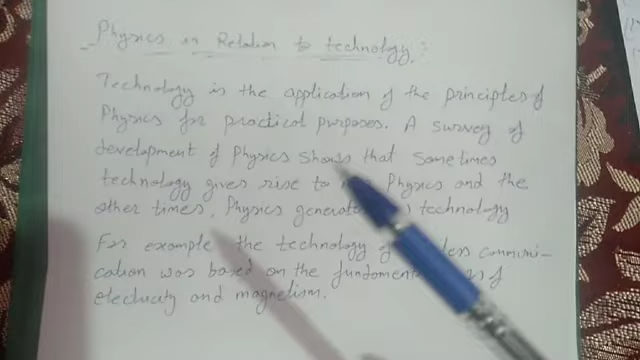 Physics in Relation to technology:
Technology is the application of the principles of
Physics for practical purposes. A survey of
development of Physics shows that sometimes
technology gives rise to Physics and the
other times, Physics generate technology
For example the technology of communi-
cation was based on the fundamental of
electricity and magnetism.